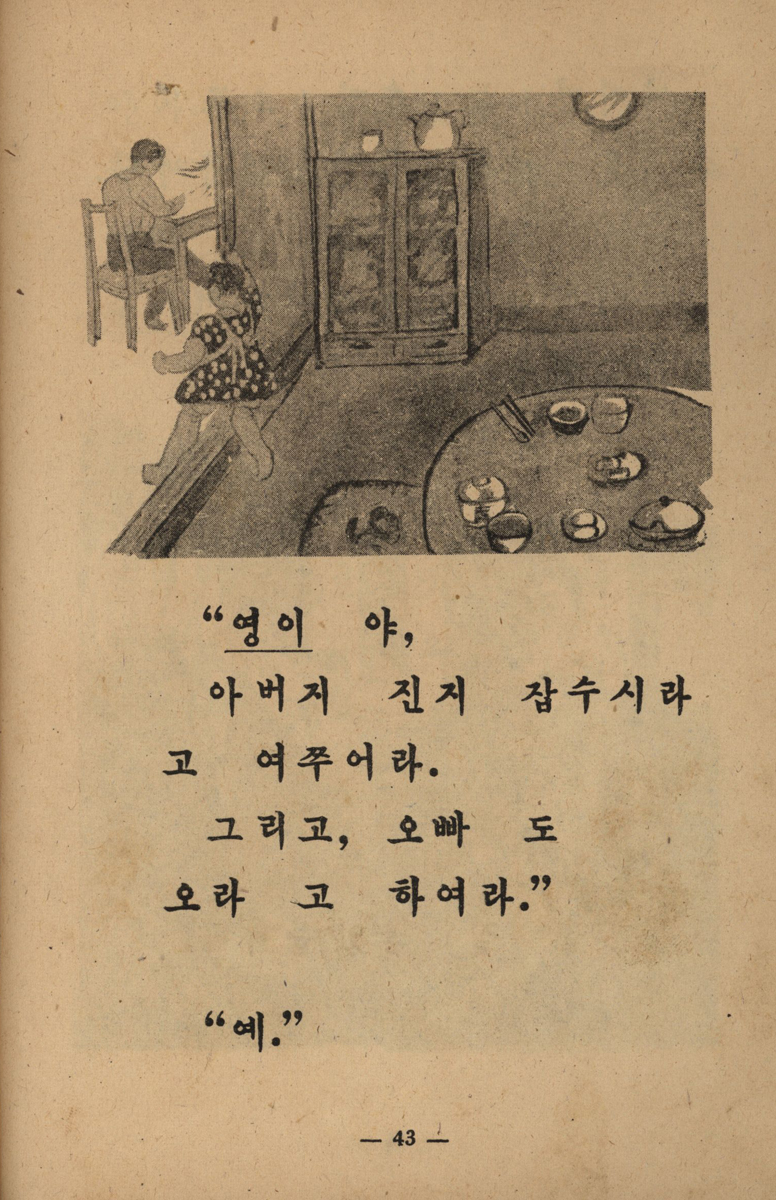 “영이 야,
아버지 진지 잡수시라
고 여쭈어라.
그리고, 오빠 도
오라 고 하여라.”
“예.”
— 43 —